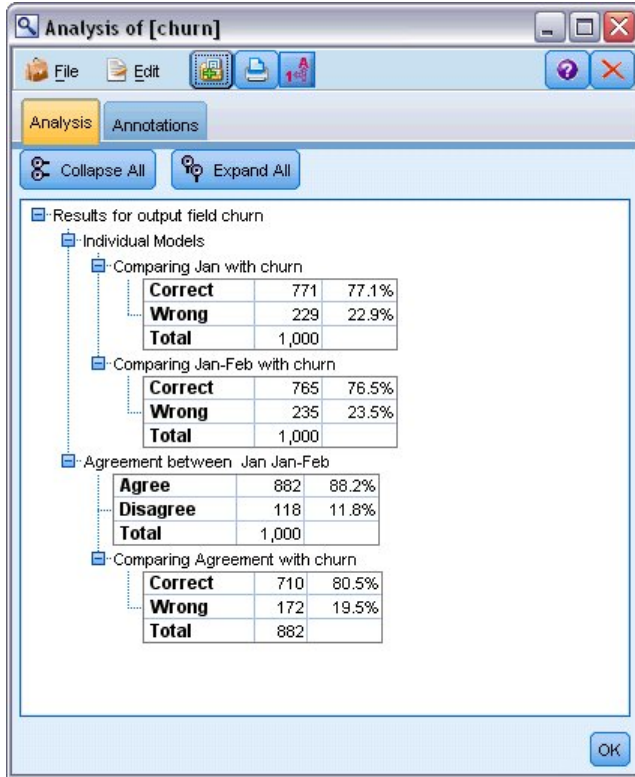 Analysis of [churn]
File Edit
Analysis Annotations
Collapse All Expand All
Results for output field churn
Individual Models
Comparing Jan with churn
Correct 771 77.1%
Wrong 229 22.9%
Total 1,000
Comparing Jan-Feb with churn
Correct 765 76.5%
Wrong 235 23.5%
Total 1,000
Agreement between Jan Jan-Feb
Agree 882 88.2%
Disagree 118 11.8%
Total 1,000
Comparing Agreement with churn
Correct 710 80.5%
Wrong 172 19.5%
Total 882
OK